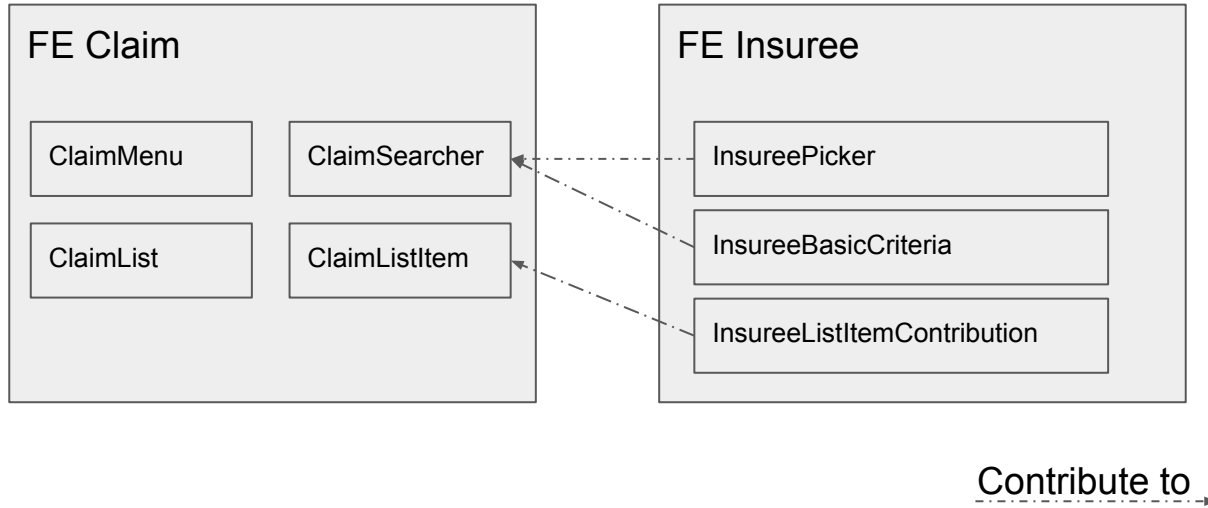 FE Claim
ClaimMenu
ClaimSearcher
ClaimList
ClaimListItem
FE Insuree
InsureePicker
InsureeBasicCriteria
InsureeListItemContribution
Contribute to